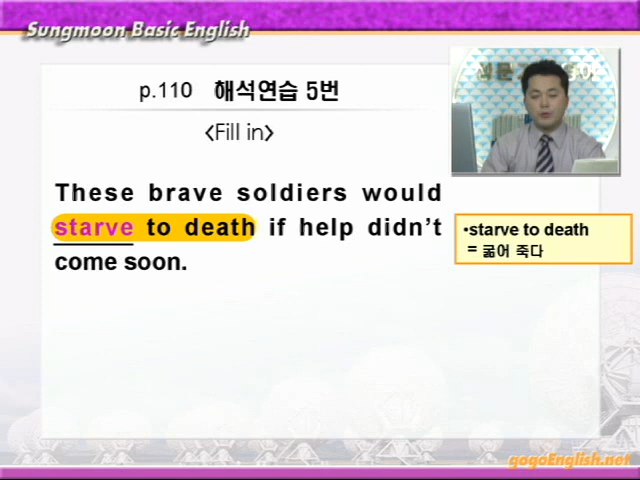 Sungmoon Basic English
p.110 해석연습 5번
<Fill in>
These brave soldiers would
starve to death if help didn't
come soon.
•starve to death
= 굶어 죽다
gogoEnglish.net